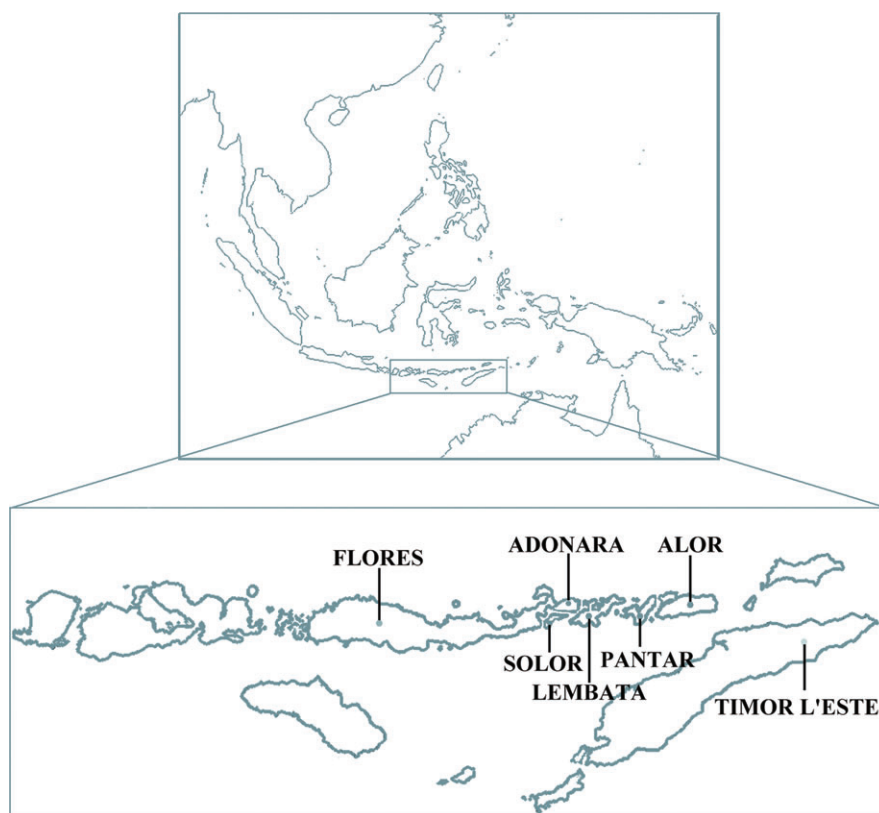 FLORES
ADONARA
ALOR
SOLOR
LEMBATA
PANTAR
TIMOR L'ESTE